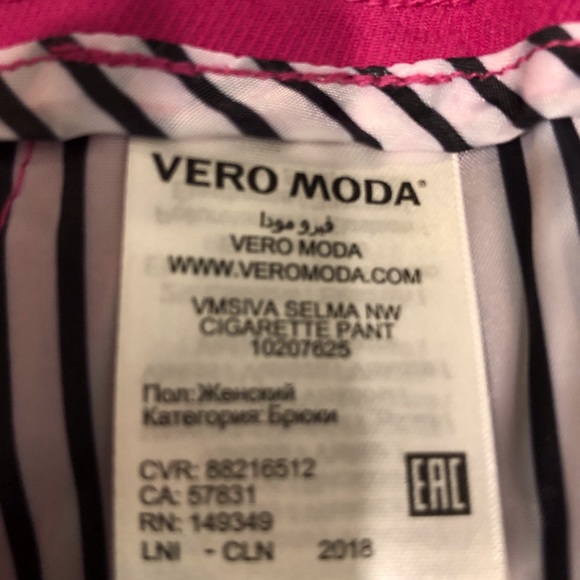 VERO MODA®
فيرو مودا
VERO MODA
WWW.VEROMODA.COM
VMSIVA SELMA NW
CIGARETTE PANT
10207625
Пол:Женский
Категория:Брюки
CVR: 88216512
CA: 57831
RN: 149349
LNI - CLN 2018
EAC